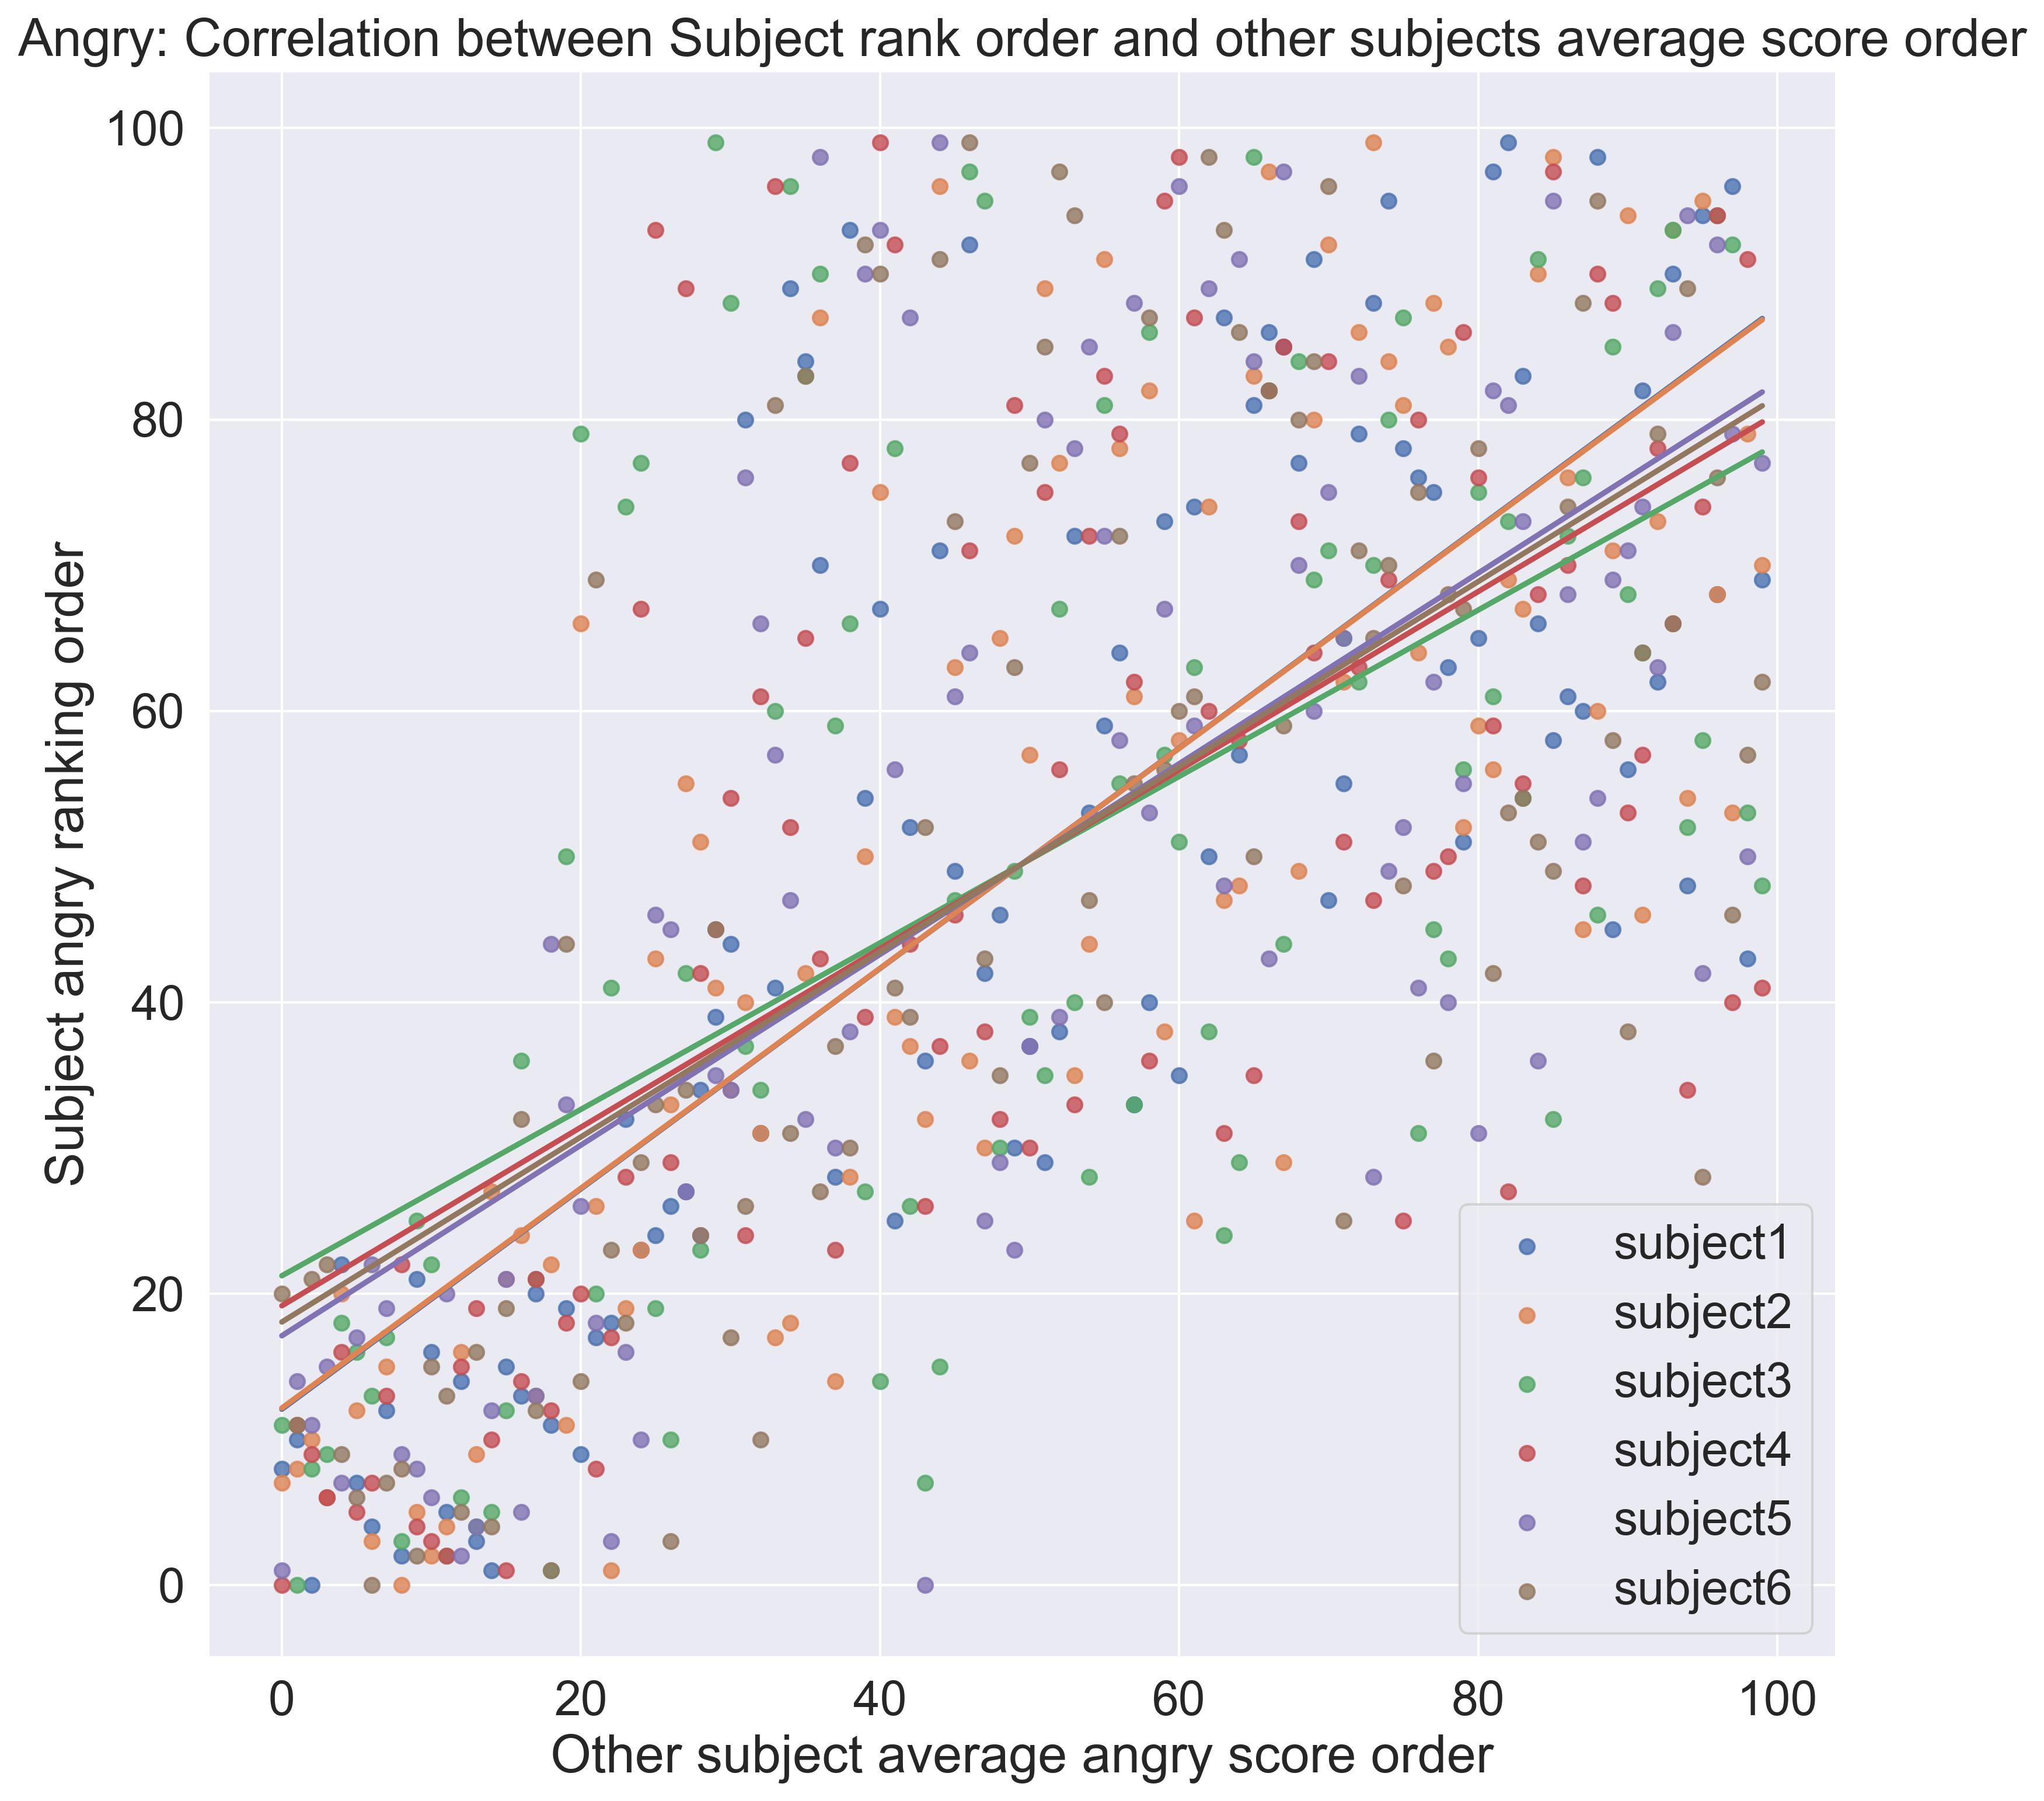 Angry: Correlation between Subject rank order and other subjects average score order
100
80
60
40
20
0
Subject angry ranking order
subject1
subject2
subject3
subject4
subject5
subject6
0 20 40 60 80 100
Other subject average angry score order